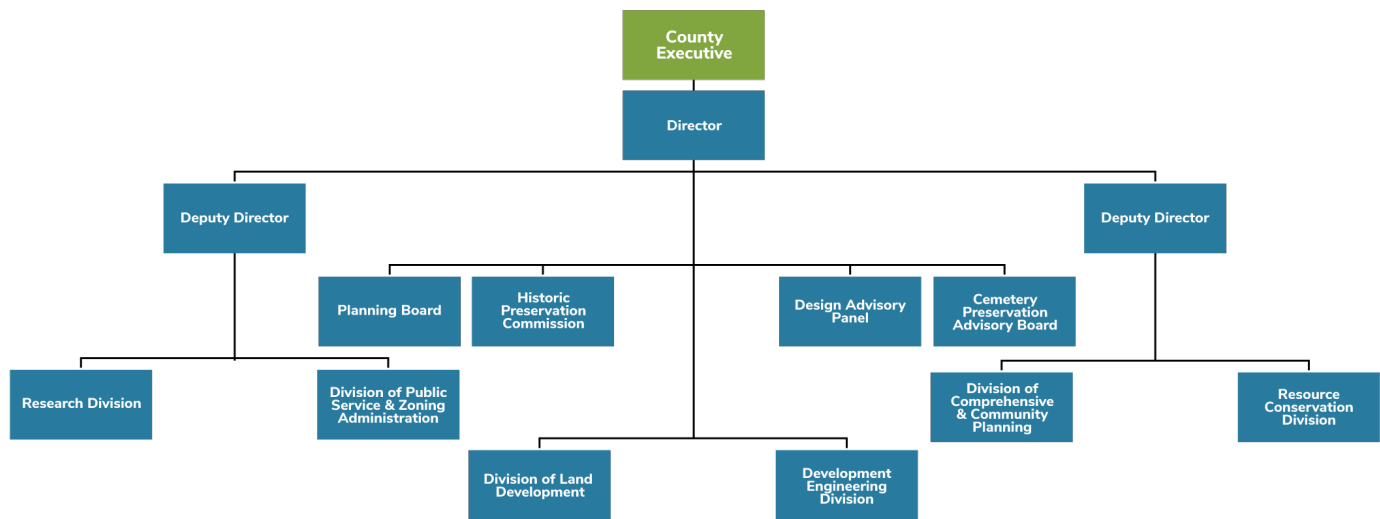 County
Executive
Director
Deputy Director
Deputy Director
Planning Board
Historic
Preservation
Commission
Design Advisory
Panel
Cemetery
Preservation
Advisory Board
Research Division
Division of Public
Service & Zoning
Administration
Division of
Comprehensive
& Community
Planning
Resource
Conservation
Division
Division of Land
Development
Development
Engineering
Division